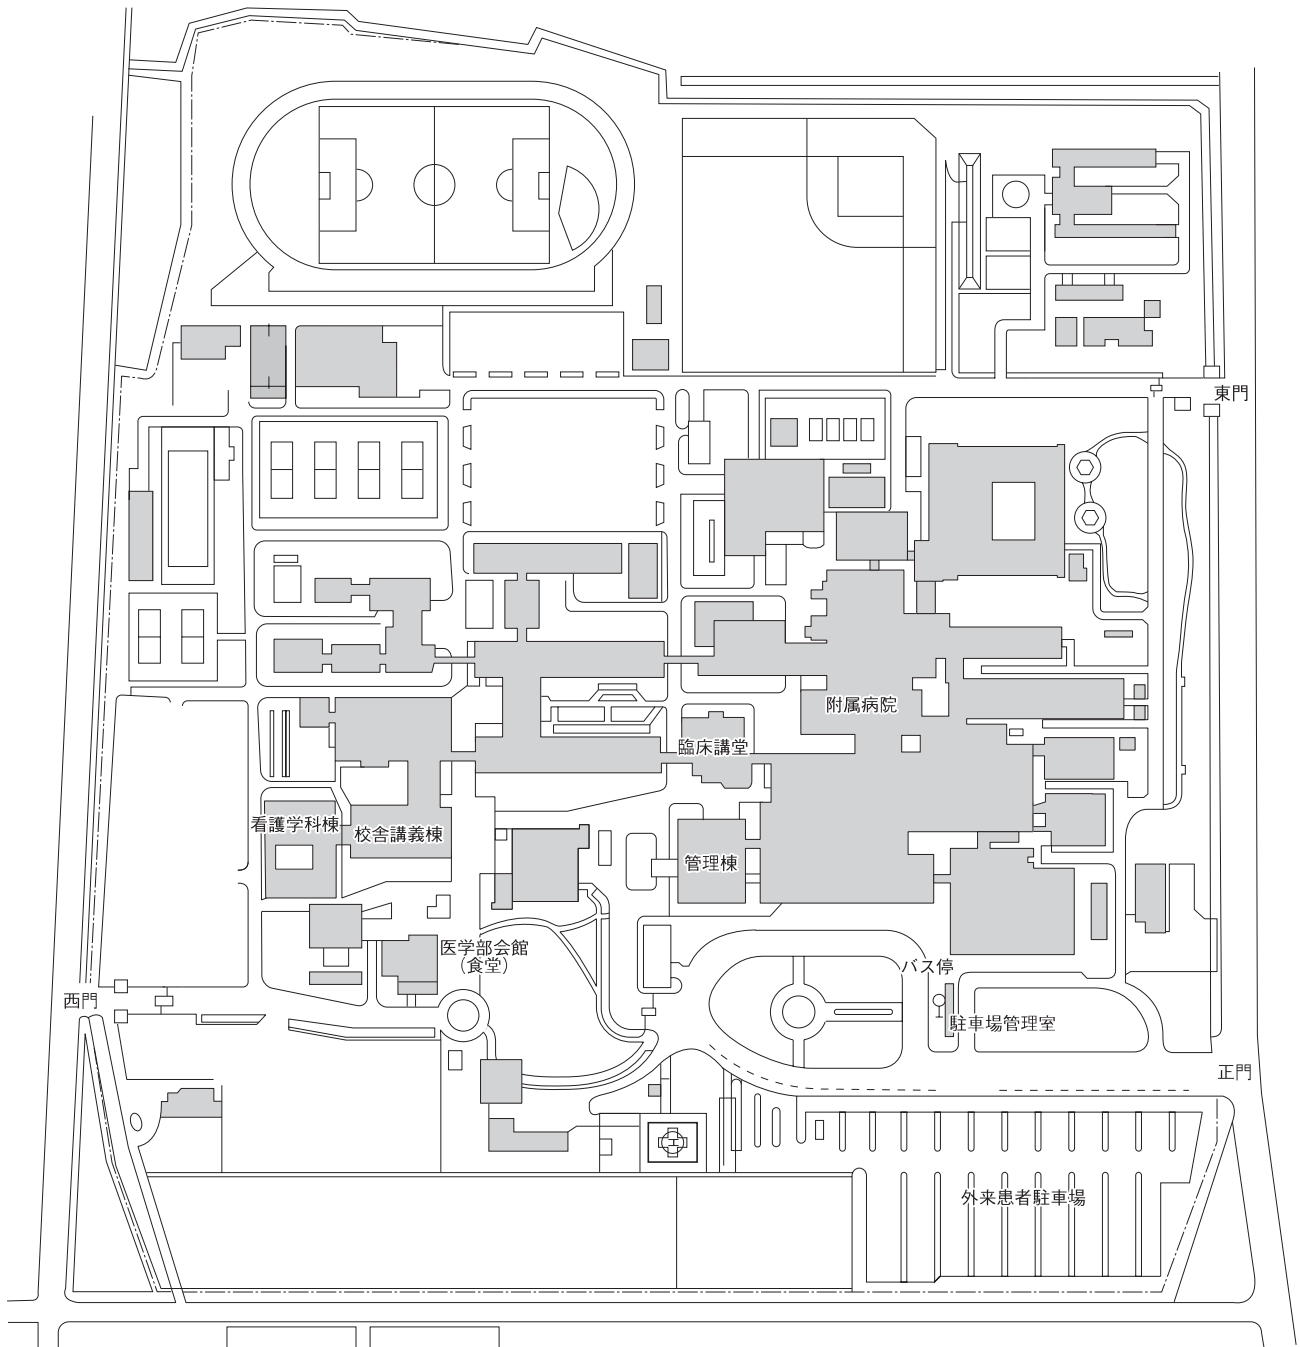 東門
附属病院
臨床講堂
看護学科棟
校舎講義棟
管理棟
医学部会館
(食堂)
バス停
西門
駐車場管理室
正門
外来患者駐車場